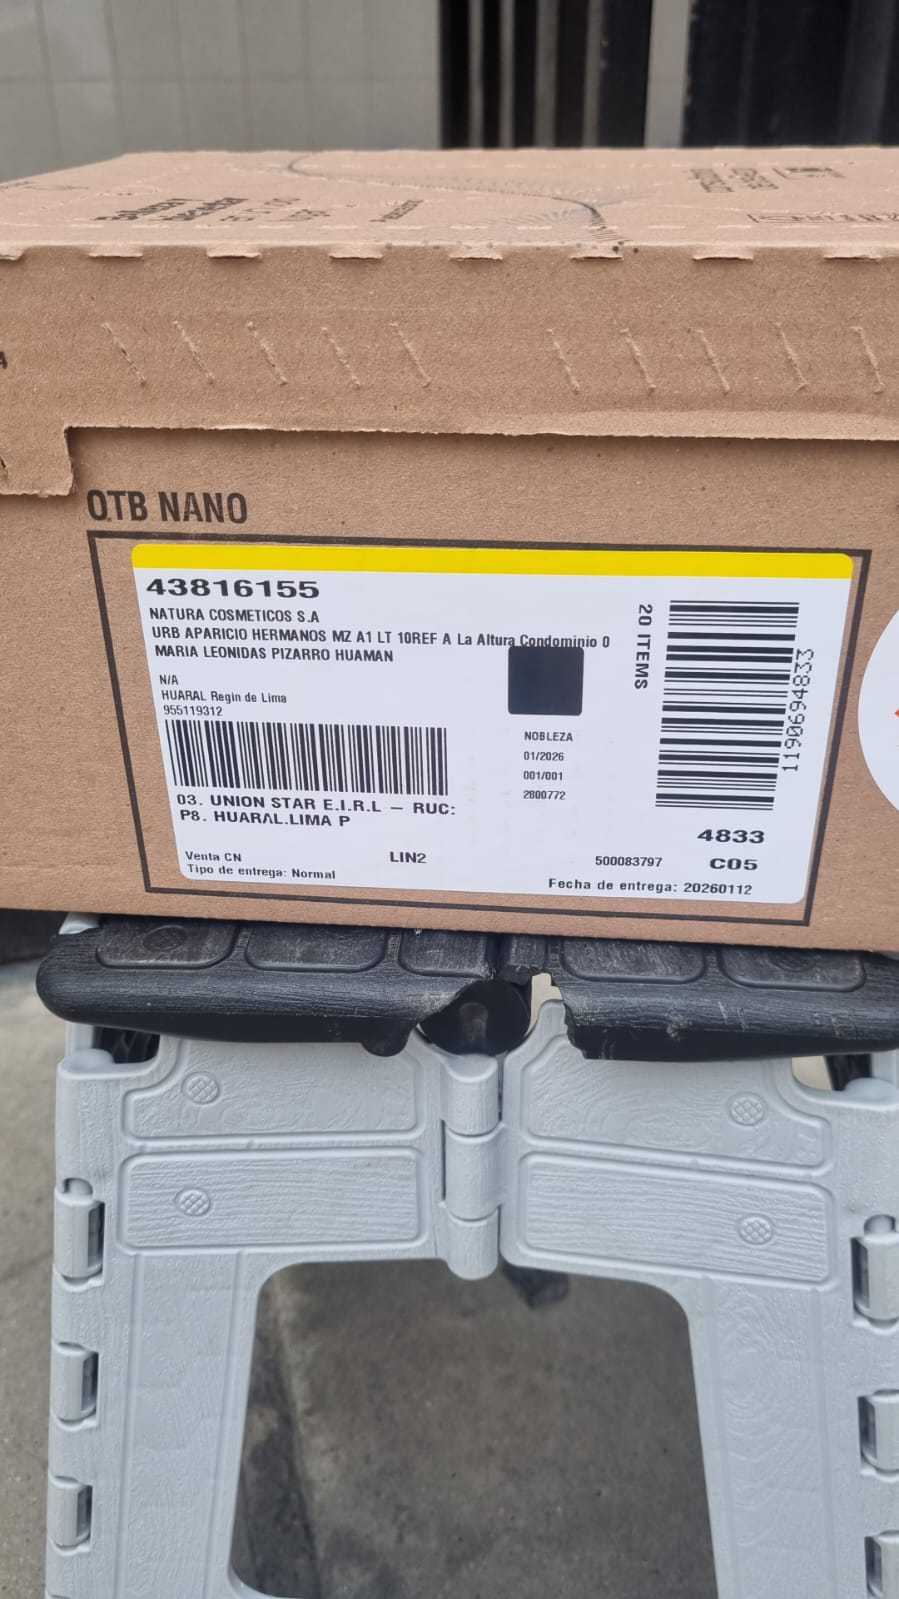 OTB NANO
43816155
NATURA COSMETICOS S.A
URB APARICIO HERMANOS MZ A1 LT 10REF A La Altura Condominio 0
MARIA LEONIDAS PIZARRO HUAMAN
N/A
HUARAL Regin de Lima
955119312
20 ITEMS
1190694833
NOBLEZA
01/2026
001/001
2800772
03. UNION STAR E.I.R.L – RUC:
P8. HUARAL.LIMA P
4833
Venta CN
LIN2
500083797
C05
Tipo de entrega: Normal
Fecha de entrega: 20260112